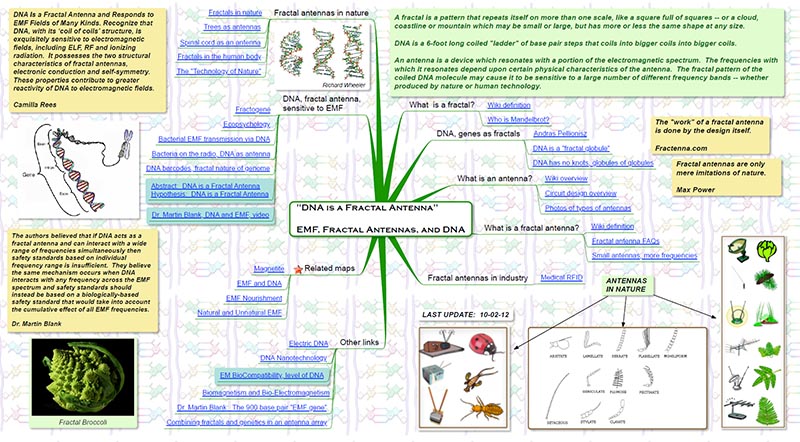 DNA Is a Fractal Antenna and Responds to
EMF Fields of Many Kinds. Recognize that
DNA, with its 'coil of coils' structure, is
exquisitely sensitive to electromagnetic
fields, including ELF, RF and ionizing
radiation. It possesses the two structural
characteristics of fractal antennas,
electronic conduction and self-symmetry.
These properties contribute to greater
reactivity of DNA to electromagnetic fields.
Camilla Rees
Gene
The authors believed that if DNA acts as a
fractal antenna and can interact with a wide
range of frequencies simultaneously then
safety standards based on individual
frequency range is insufficient. They believe
the same mechanism occurs when DNA
interacts with any frequency across the EMF
spectrum and safety standards should
instead be based on a biologically-based
safety standard that would take into account
the cumulative effect of all EMF frequencies.
Dr. Martin Blank
Fractal Broccoli
Fractal antennas in nature
Fractals in nature
Trees as antennas
Spinal cord as an antenna
Fractals in the human body
The "Technology of Nature"
Richard Wheeler
DNA, fractal antenna,
sensitive to EMF
Fractogene
Ecopsychology
Bacterial EMF transmission via DNA
Bacteria on the radio, DNA as antenna
DNA barcodes, fractal nature of genome
Abstract: DNA is a Fractal Antenna
Hypothesis: DNA is a Fractal Antenna
Dr. Martin Blank, DNA and EMF, video
"DNA is a Fractal Antenna"
EMF, Fractal Antennas, and DNA
Related maps
Magnetite
EMF and DNA
EMF Nourishment
Natural and Unnatural EMF
Other links
Electric DNA
DNA Nanotechnology
EM BioCompatibility, level of DNA
Biomagnetism and Bio-Electromagnetism
Dr. Martin Blank: The 900 base pair "EMF gene"
Combining fractals and genetics in an antenna array
A fractal is a pattern that repeats itself on more than one scale, like a square full of squares -- or a cloud,
coastline or mountain which may be small or large, but has more or less the same shape at any size.
DNA is a 6-foot long coiled "ladder" of base pair steps that coils into bigger coils into bigger coils.
An antenna is a device which resonates with a portion of the electromagnetic spectrum. The frequencies with
which it resonates depend upon certain physical characteristics of the antenna. The fractal pattern of the
coiled DNA molecule may cause it to be sensitive to a large number of different frequency bands -- whether
produced by nature or human technology.
What is a fractal?
Wiki definition
Who is Mandelbrot?
DNA, genes as fractals
Andras Pellionisz
DNA is a "fractal globule"
DNA has no knots, globules of globules
What is an antenna?
Wiki overview
Circuit design overview
Photos of types of antennas
What is a fractal antenna?
Wiki definition
Fractal antenna FAQs
Small antennas, more frequencies
Fractal antennas in industry
Medical RFID
The "work" of a fractal antenna
is done by the design itself.
Fractenna.com
Fractal antennas are only
mere imitations of nature.
Max Power
ANTENNAS
IN NATURE
LAST UPDATE: 10-02-12
ARISTATE LAMELLATE SERRATE FLABELLATE MONILIFORM
GENICULATE PLUMOSE PECTINATE
SETACEOUS STYLATE CLAVATE